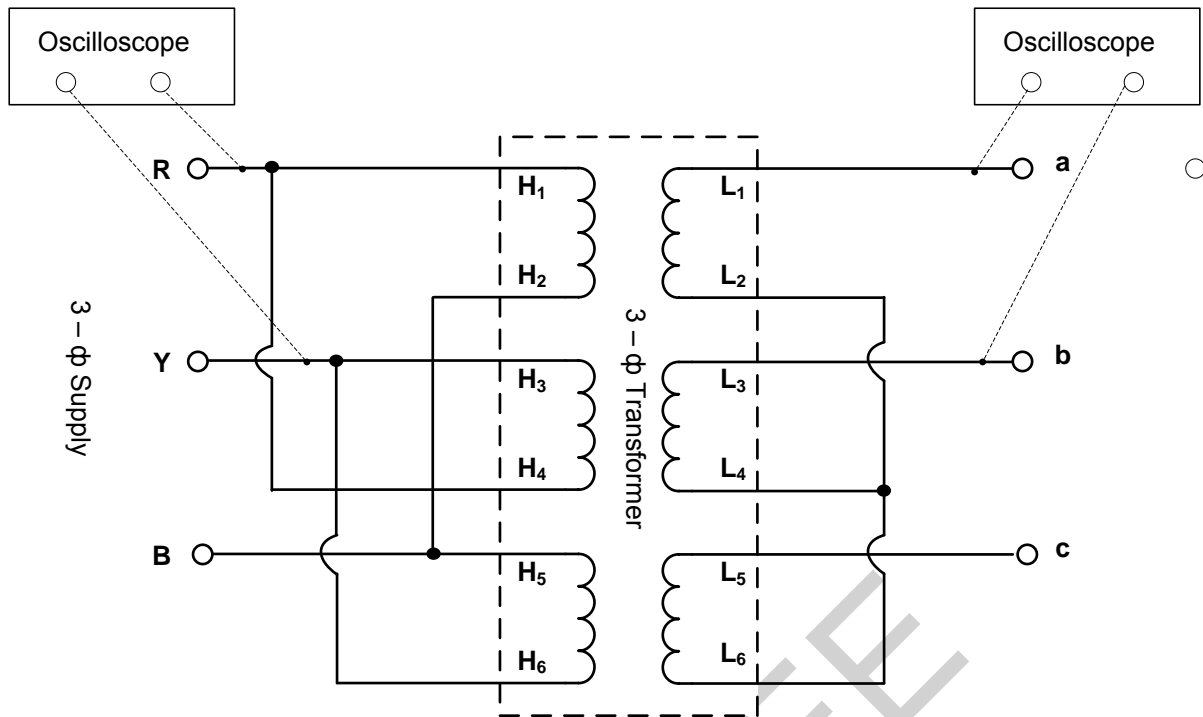 Oscilloscope
Oscilloscope
R
H₁
L₁
a
H₂
L₂
3 – ф Supply
3 – ф Transformer
Y
H₃
L₃
b
H₄
L₄
B
H₅
L₅
c
H₆
L₆